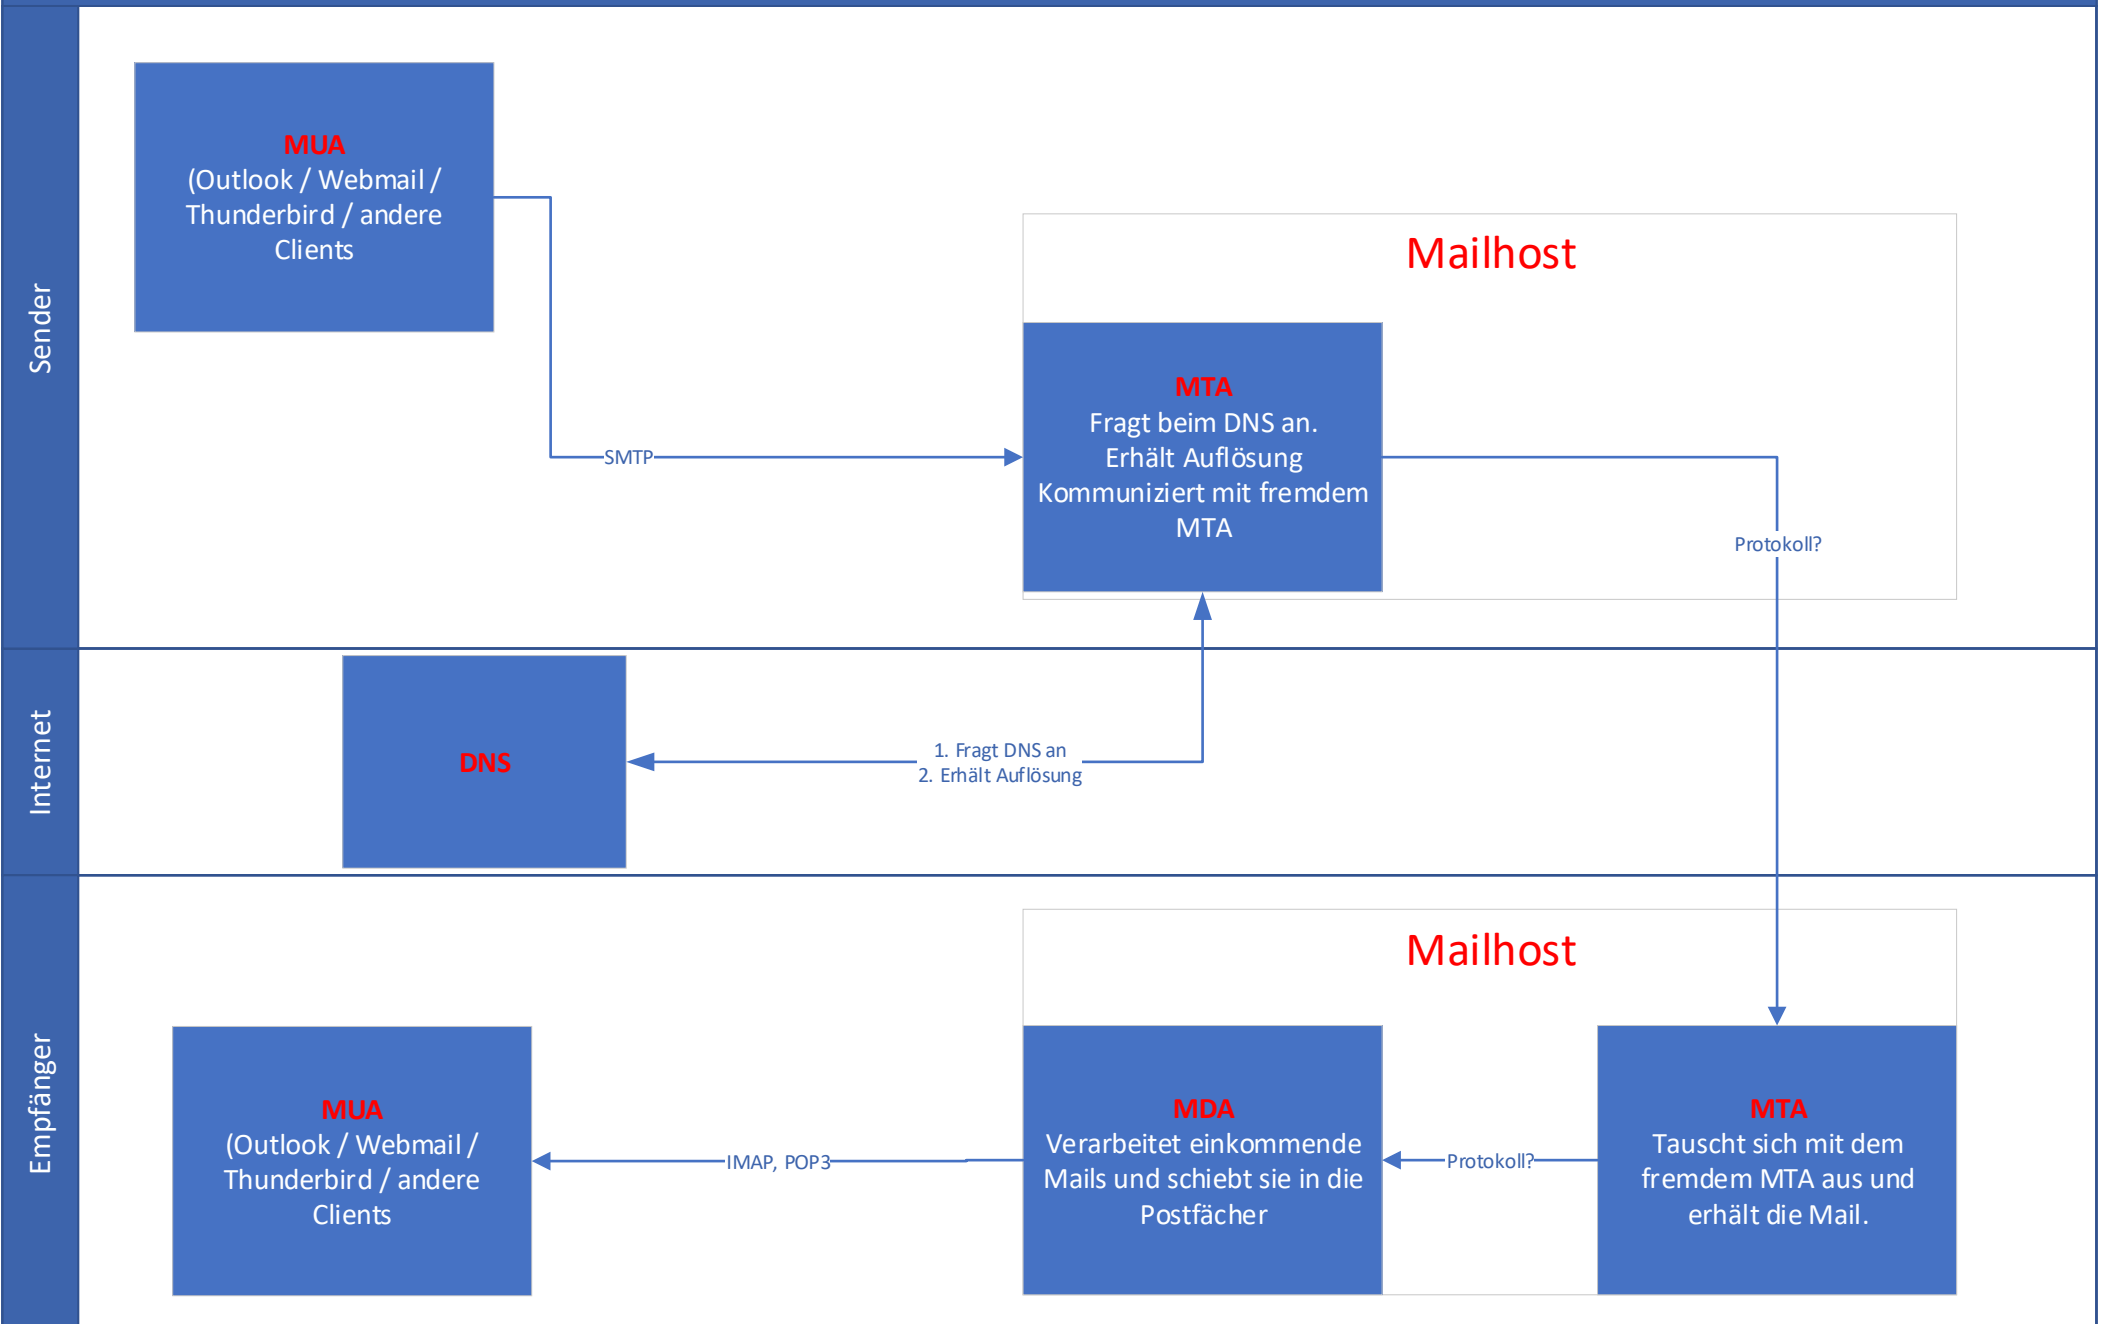 Sender
MUA
(Outlook / Webmail /
Thunderbird / andere
Clients
SMTP
Mailhost
MTA
Fragt beim DNS an.
Erhält Auflösung
Kommuniziert mit fremdem
MTA
Protokoll?
Internet
DNS
1. Fragt DNS an
2. Erhält Auflösung
Empfänger
MUA
(Outlook / Webmail /
Thunderbird / andere
Clients
IMAP, POP3
Mailhost
MDA
Verarbeitet einkommende
Mails und schiebt sie in die
Postfächer
Protokoll?
MTA
Tauscht sich mit dem
fremdem MTA aus und
erhält die Mail.